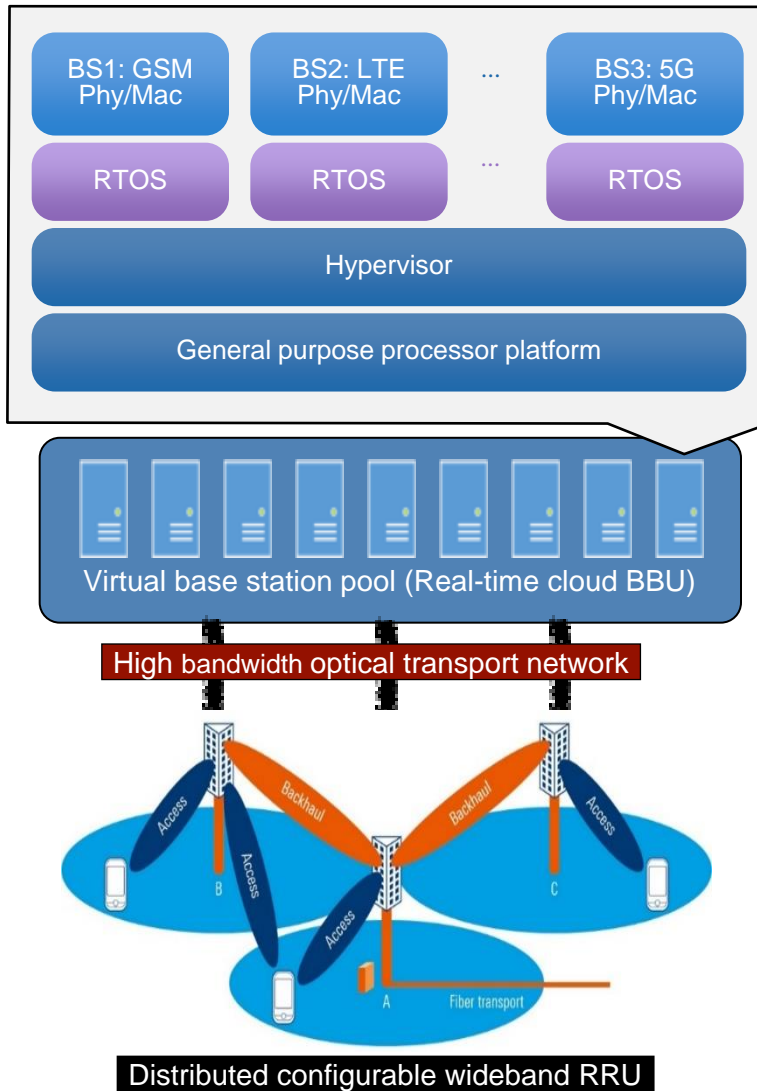 BS1: GSM
Phy/Mac
BS2: LTE
Phy/Mac
...
BS3: 5G
Phy/Mac
RTOS
RTOS
...
RTOS
Hypervisor
General purpose processor platform
Virtual base station pool (Real-time cloud BBU)
High bandwidth optical transport network
Access
Backhaul
Backhaul
Access
Access
B
C
Access
A
Fiber transport
Distributed configurable wideband RRU